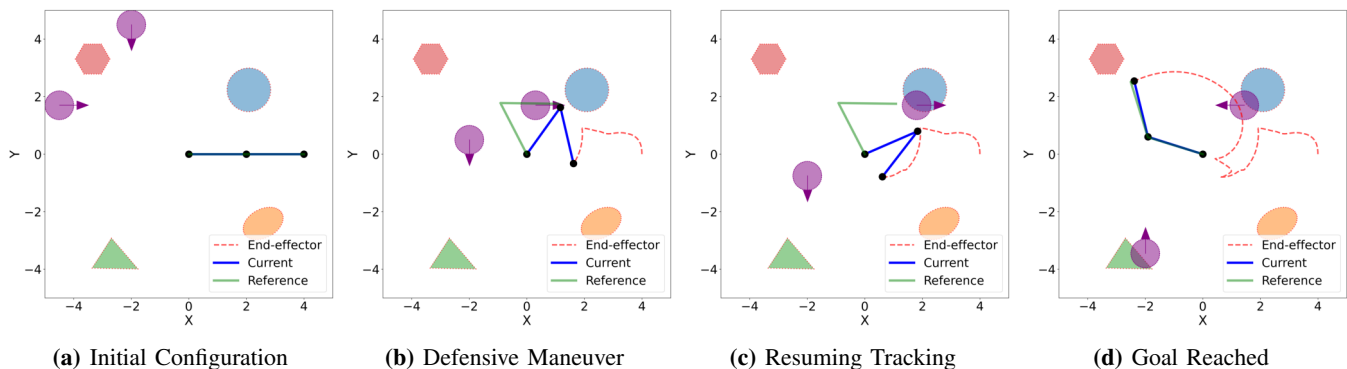 4
2
0
−2
−4
Y
−4 −2 0 2 4
X
End-effector
Current
Reference
(a) Initial Configuration
4
2
0
−2
−4
Y
−4 −2 0 2 4
X
End-effector
Current
Reference
(b) Defensive Maneuver
4
2
0
−2
−4
Y
−4 −2 0 2 4
X
End-effector
Current
Reference
(c) Resuming Tracking
4
2
0
−2
−4
Y
−4 −2 0 2 4
X
End-effector
Current
Reference
(d) Goal Reached